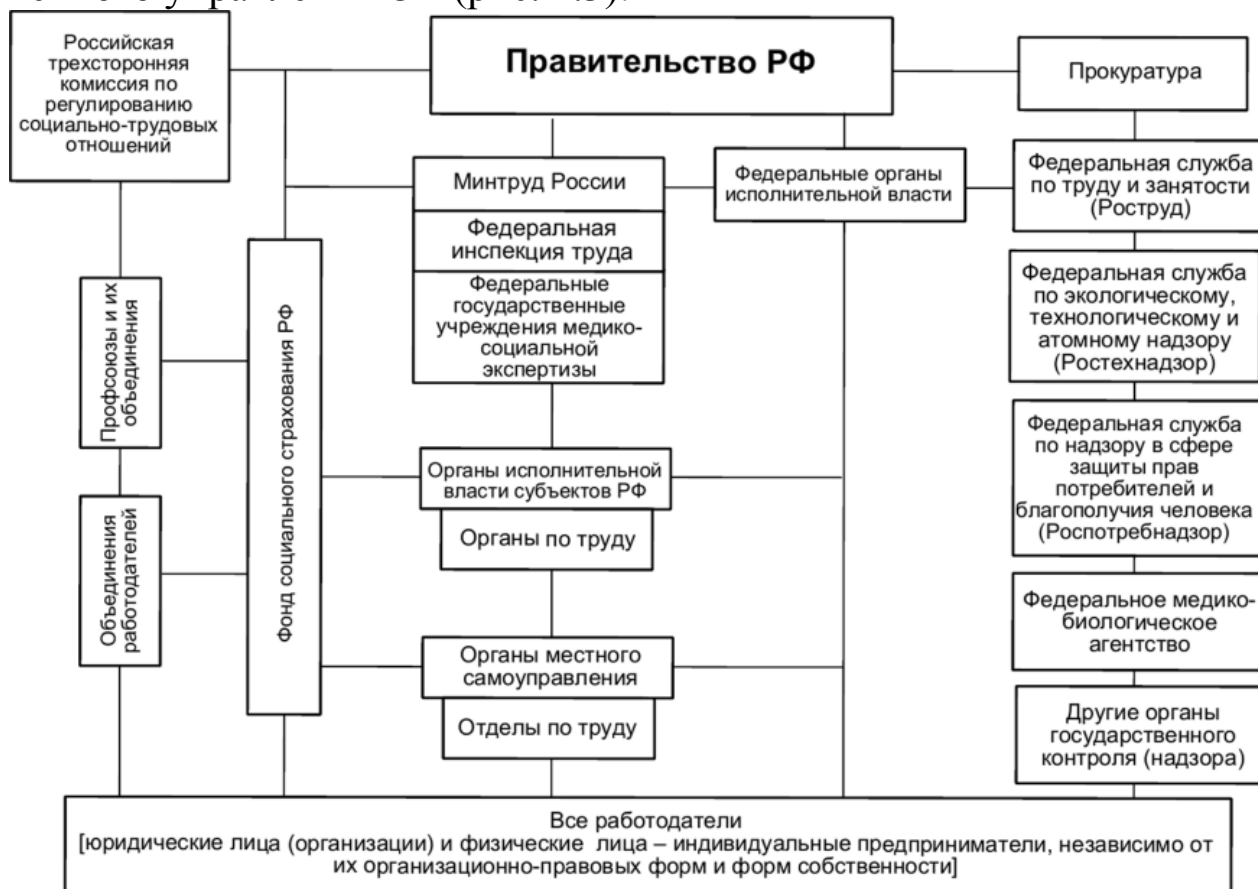 (рис.
Российская
трехсторонняя
комиссия по
регулированию
социально-трудовых
отношений
Правительство РФ
Прокуратура
Минтруд России
Федеральная
инспекция труда
Федеральные
государственные
учреждения медико-
социальной
экспертизы
Федеральные органы
исполнительной власти
Федеральная служба
по труду и занятости
(Роструд)
Федеральная служба
по экологическому,
технологическому и
атомному надзору
(Ростехнадзор)
Профсоюзы и их
объединения
Фонд социального страхования РФ
Органы исполнительной
власти субъектов РФ
Органы по труду
Федеральная служба
по надзору в сфере
защиты прав
потребителей и
благополучия человека
(Роспотребнадзор)
Объединения
работодателей
Органы местного
самоуправления
Отделы по труду
Федеральное медико-
биологическое
агентство
Другие органы
государственного
контроля (надзора)
Все работодатели
[юридические лица (организации) и физические лица – индивидуальные предприниматели, независимо от
их организационно-правовых форм и форм собственности]